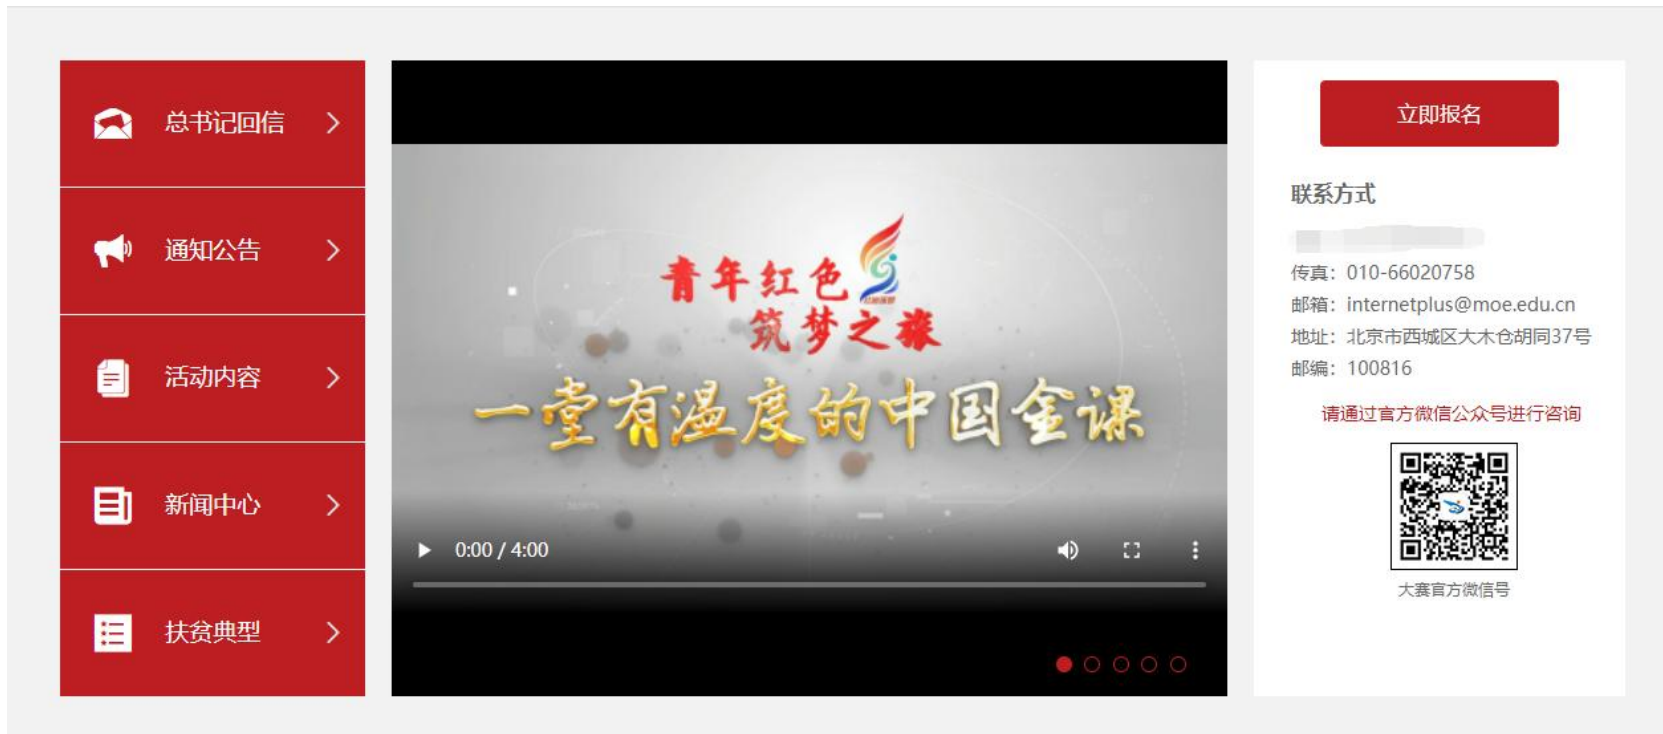 总书记回信
通知公告
活动内容
新闻中心
扶贫典型
青年红色
筑梦之旅
一堂有温度的中国金课
0:00 / 4:00
立即报名
联系方式
传真：010-66020758
邮箱：internetplus@moe.edu.cn
地址：北京市西城区大木仓胡同37号
邮编：100816
请通过官方微信公众号进行咨询
大赛官方微信号